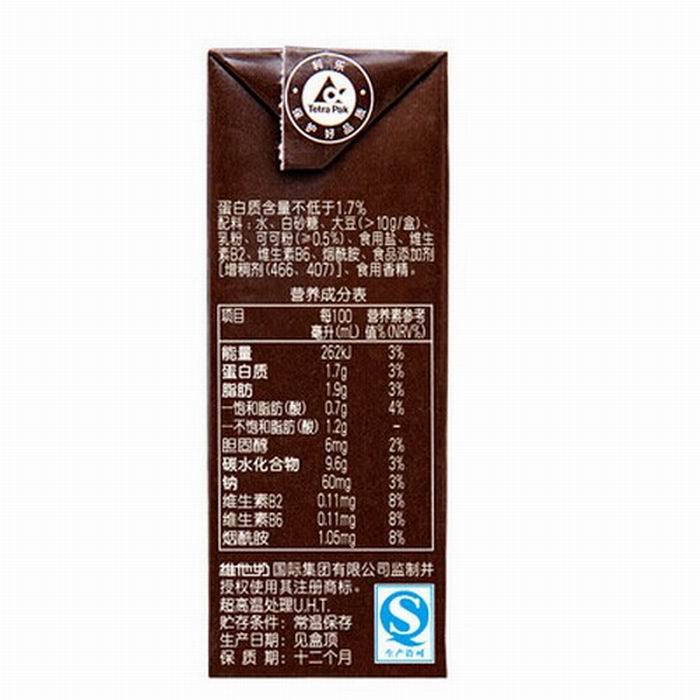 利乐
Tetra Pak
保护好品质
蛋白质含量不低于1.7%
配料:水、白砂糖、大豆(>10g/盒)、
乳粉、可可粉(≥0.5%)、食用盐、维生
素B2、维生素B6、烟酰胺、食品添加剂
[增稠剂(466、407)]、食用香精。
营养成分表
项目 每100 营养素参考
毫升(mL) 值%(NRV%)
能量 262kJ 3%
蛋白质 1.7g 3%
脂肪 1.9g 3%
—饱和脂肪(酸) 0.7g 4%
—不饱和脂肪(酸) 1.2g -
胆固醇 6mg 2%
碳水化合物 9.6g 3%
钠 60mg 3%
维生素B2 0.11mg 8%
维生素B6 0.11mg 8%
烟酰胺 1.05mg 8%
维他奶国际集团有限公司监制并
授权使用其注册商标。
超高温处理U.H.T.
贮存条件: 常温保存
生产日期: 见盒顶
保质期: 十二个月
生产许可